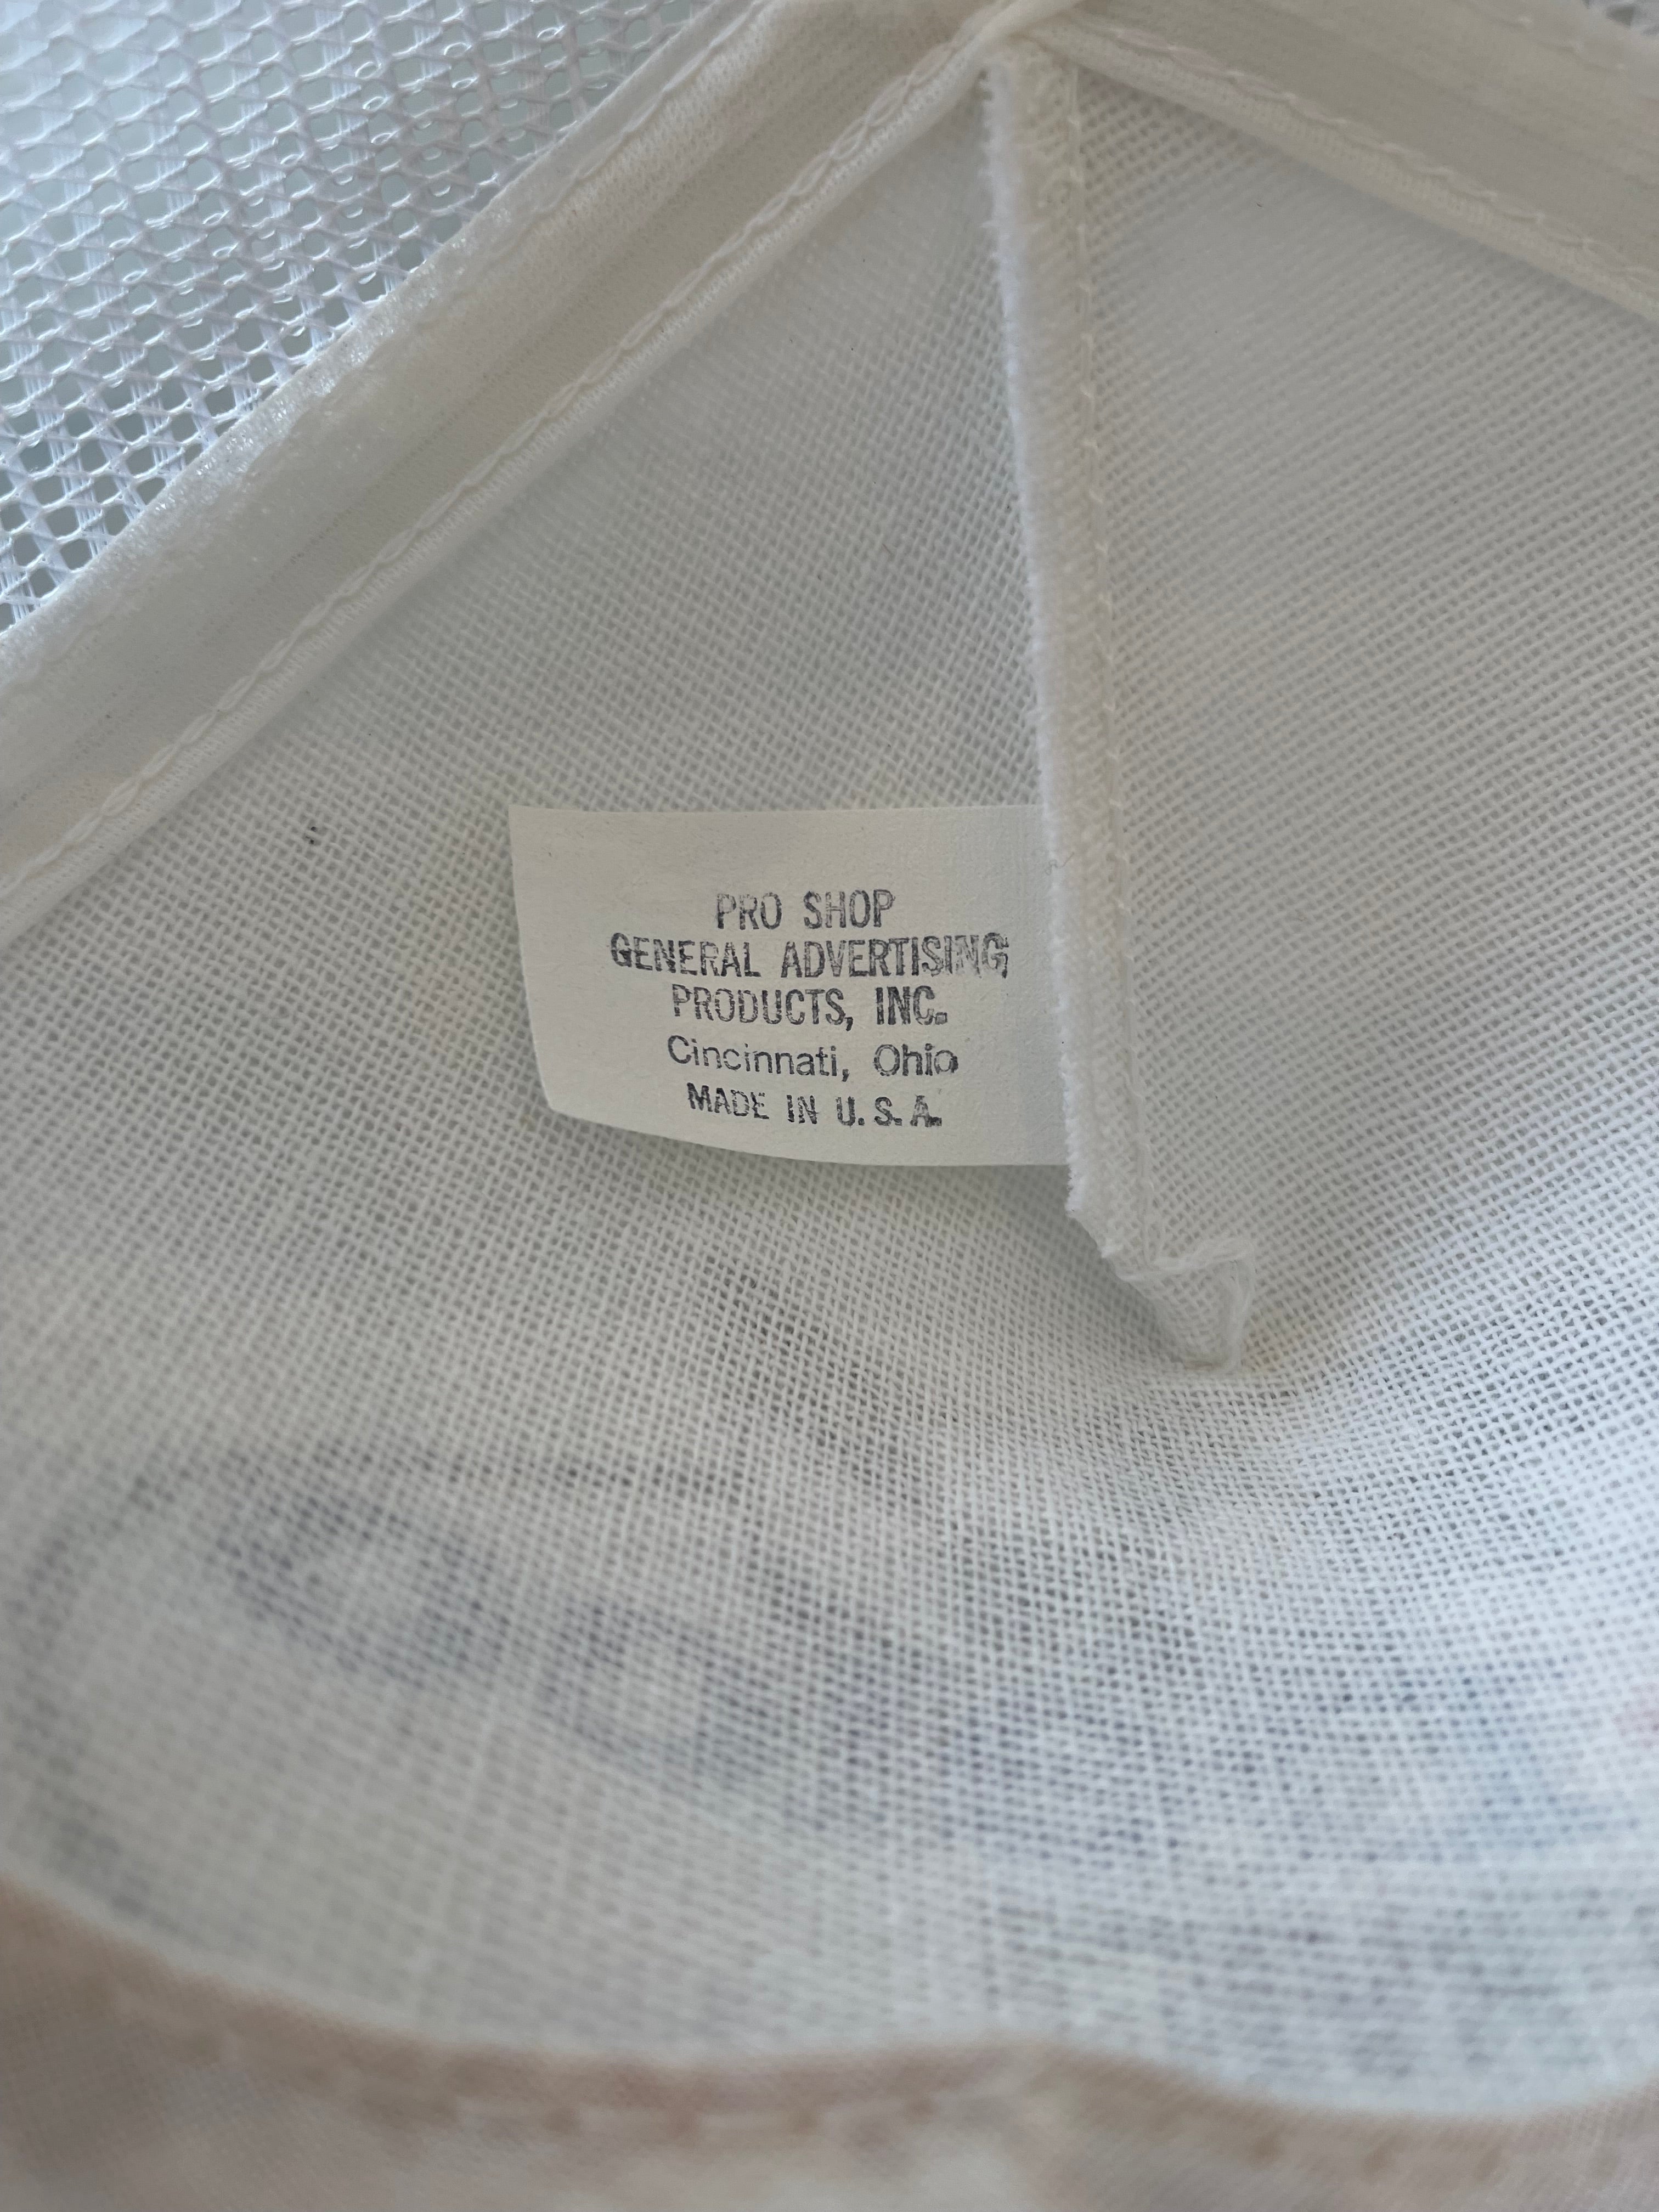 PRO SHOP
GENERAL ADVERTISING
PRODUCTS, INC.
Cincinnati, Ohio
MADE IN U.S.A.